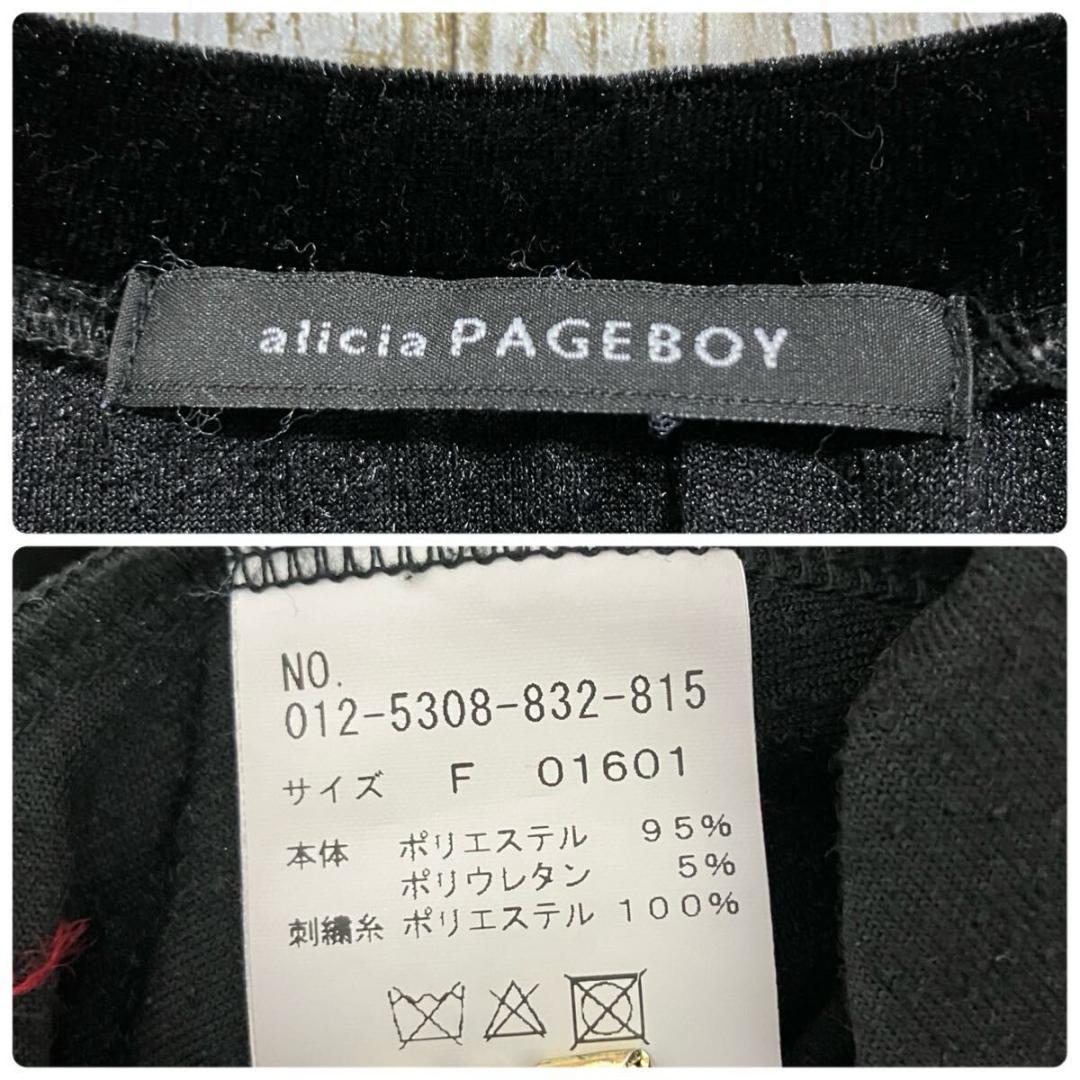 alicia PAGEBOY
NO.
012-5308-832-815
サイズ F 01601
本体 ポリエステル 95%
ポリウレタン 5%
刺繍糸 ポリエステル 100%